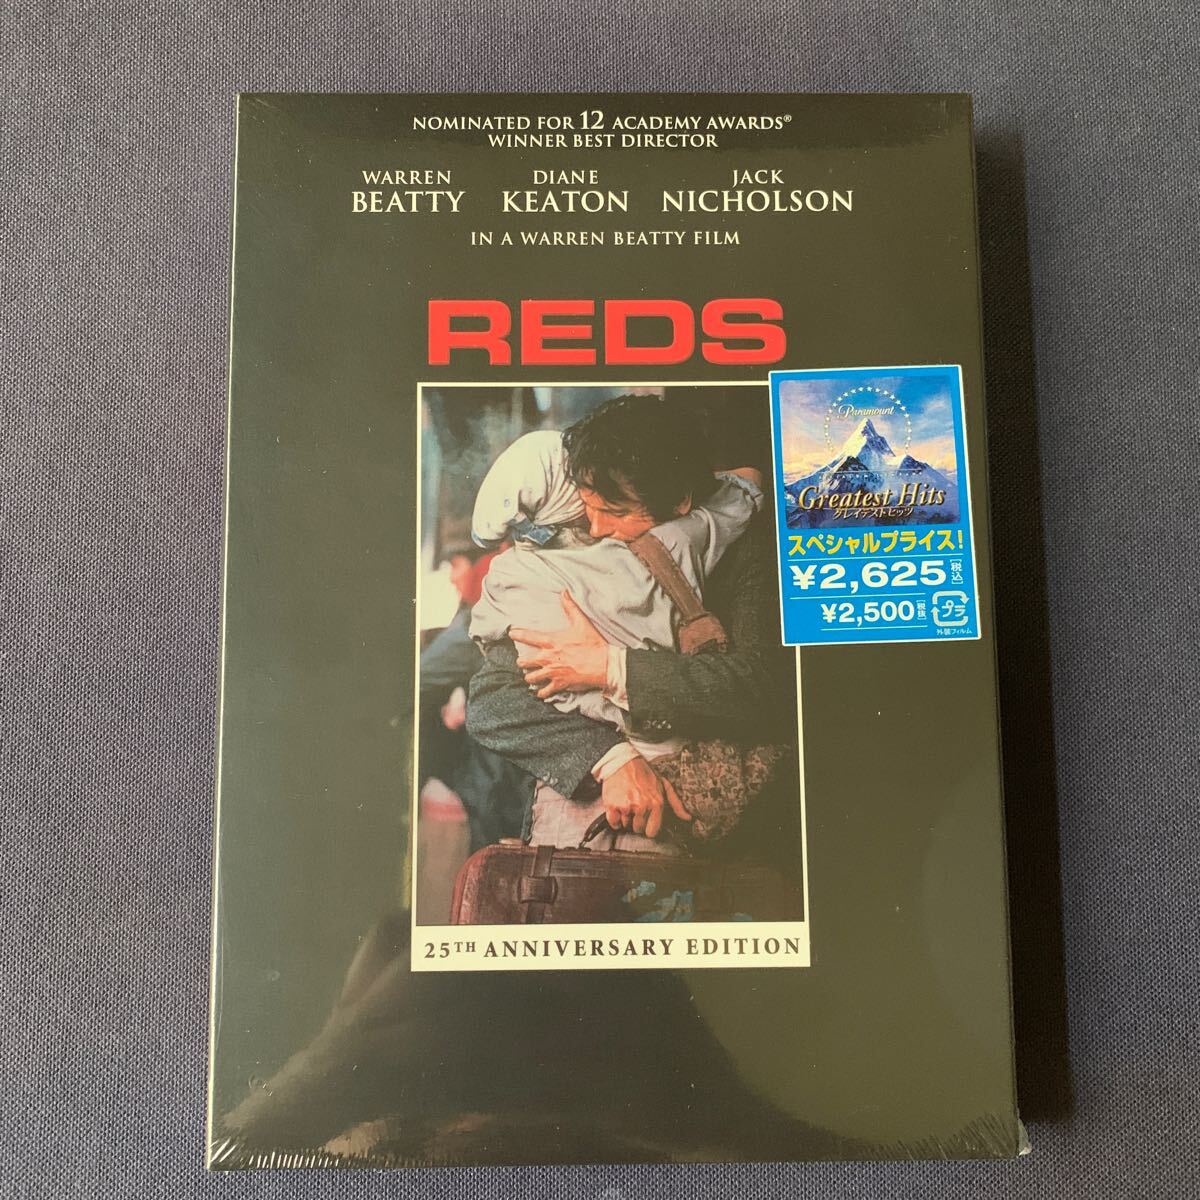 NOMINATED FOR 12 ACADEMY AWARDS®
WINNER BEST DIRECTOR
WARREN BEATTY
DIANE KEATON
JACK NICHOLSON
IN A WARREN BEATTY FILM
REDS
Paramount
Greatest Hits
グレイテストヒッツ
スペシャルプライス!
¥2,625[税込]
¥2,500[税抜]
プラ
外装フィルム
25TH ANNIVERSARY EDITION